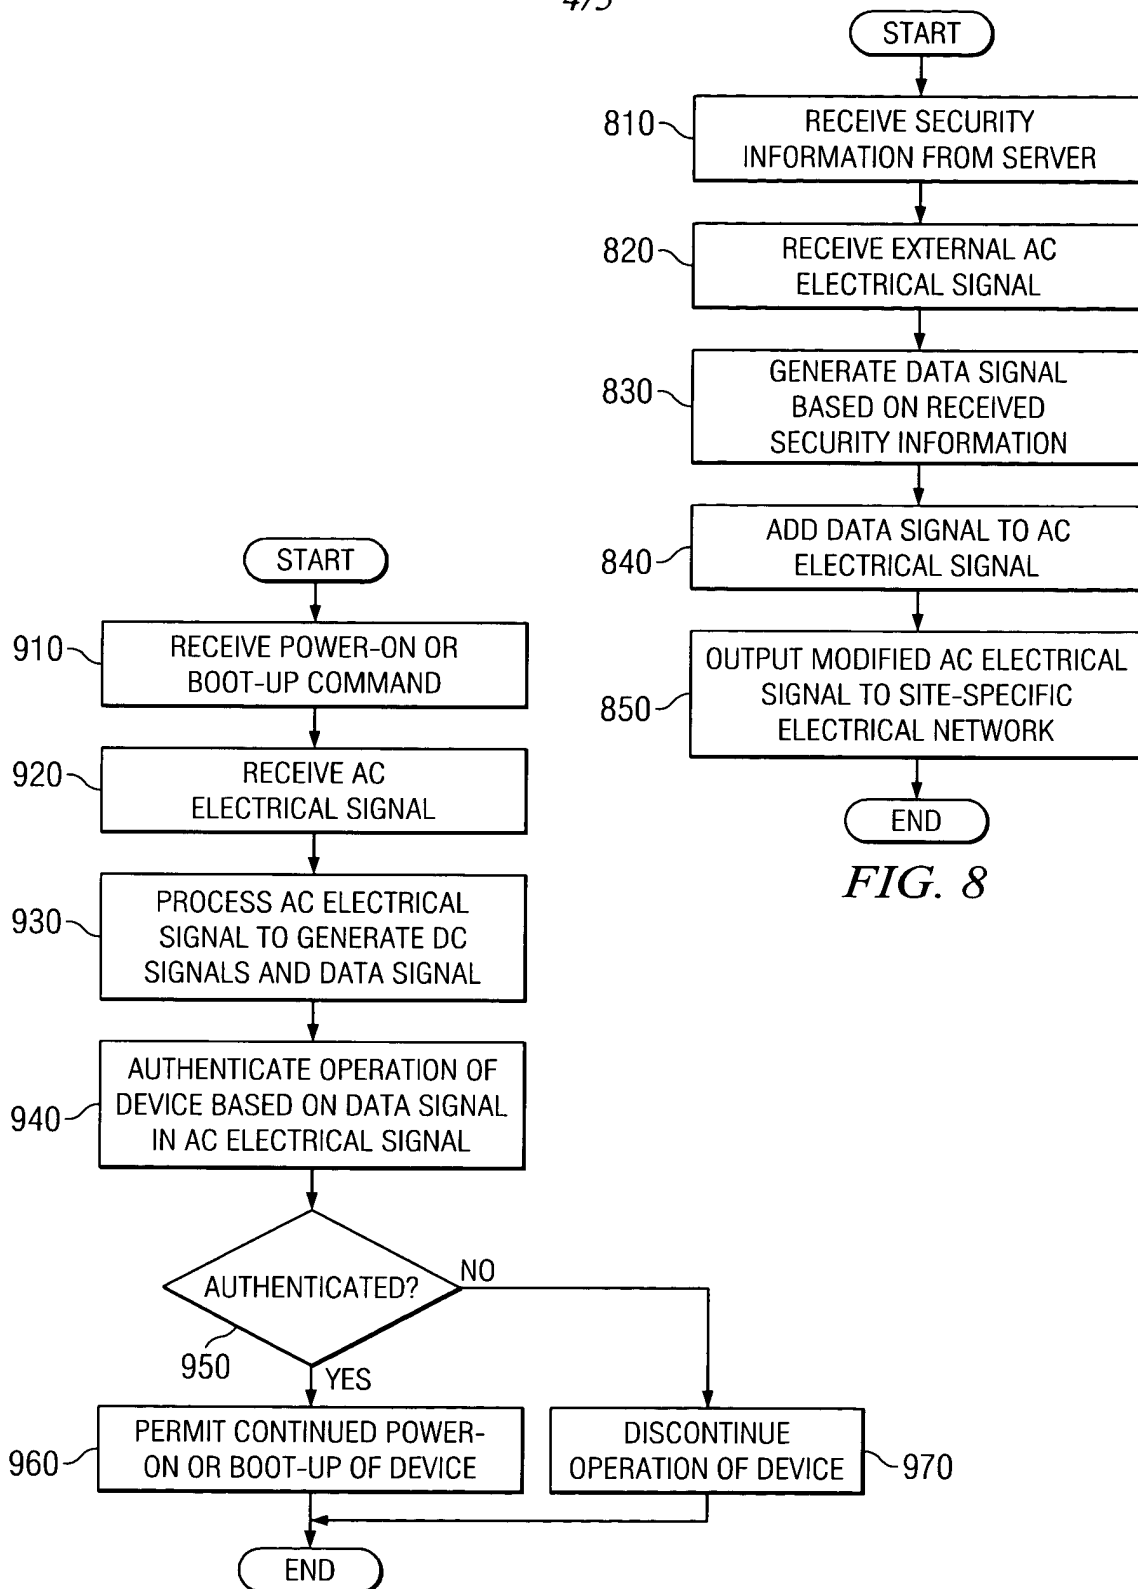 4/5
START
810
RECEIVE SECURITY
INFORMATION FROM SERVER
820
RECEIVE EXTERNAL AC
ELECTRICAL SIGNAL
830
GENERATE DATA SIGNAL
BASED ON RECEIVED
SECURITY INFORMATION
840
ADD DATA SIGNAL TO AC
ELECTRICAL SIGNAL
850
OUTPUT MODIFIED AC ELECTRICAL
SIGNAL TO SITE-SPECIFIC
ELECTRICAL NETWORK
END
FIG. 8
START
910
RECEIVE POWER-ON OR
BOOT-UP COMMAND
920
RECEIVE AC
ELECTRICAL SIGNAL
930
PROCESS AC ELECTRICAL
SIGNAL TO GENERATE DC
SIGNALS AND DATA SIGNAL
940
AUTHENTICATE OPERATION OF
DEVICE BASED ON DATA SIGNAL
IN AC ELECTRICAL SIGNAL
AUTHENTICATED?
NO
950
YES
960
PERMIT CONTINUED POWER-
ON OR BOOT-UP OF DEVICE
DISCONTINUE
OPERATION OF DEVICE
970
END